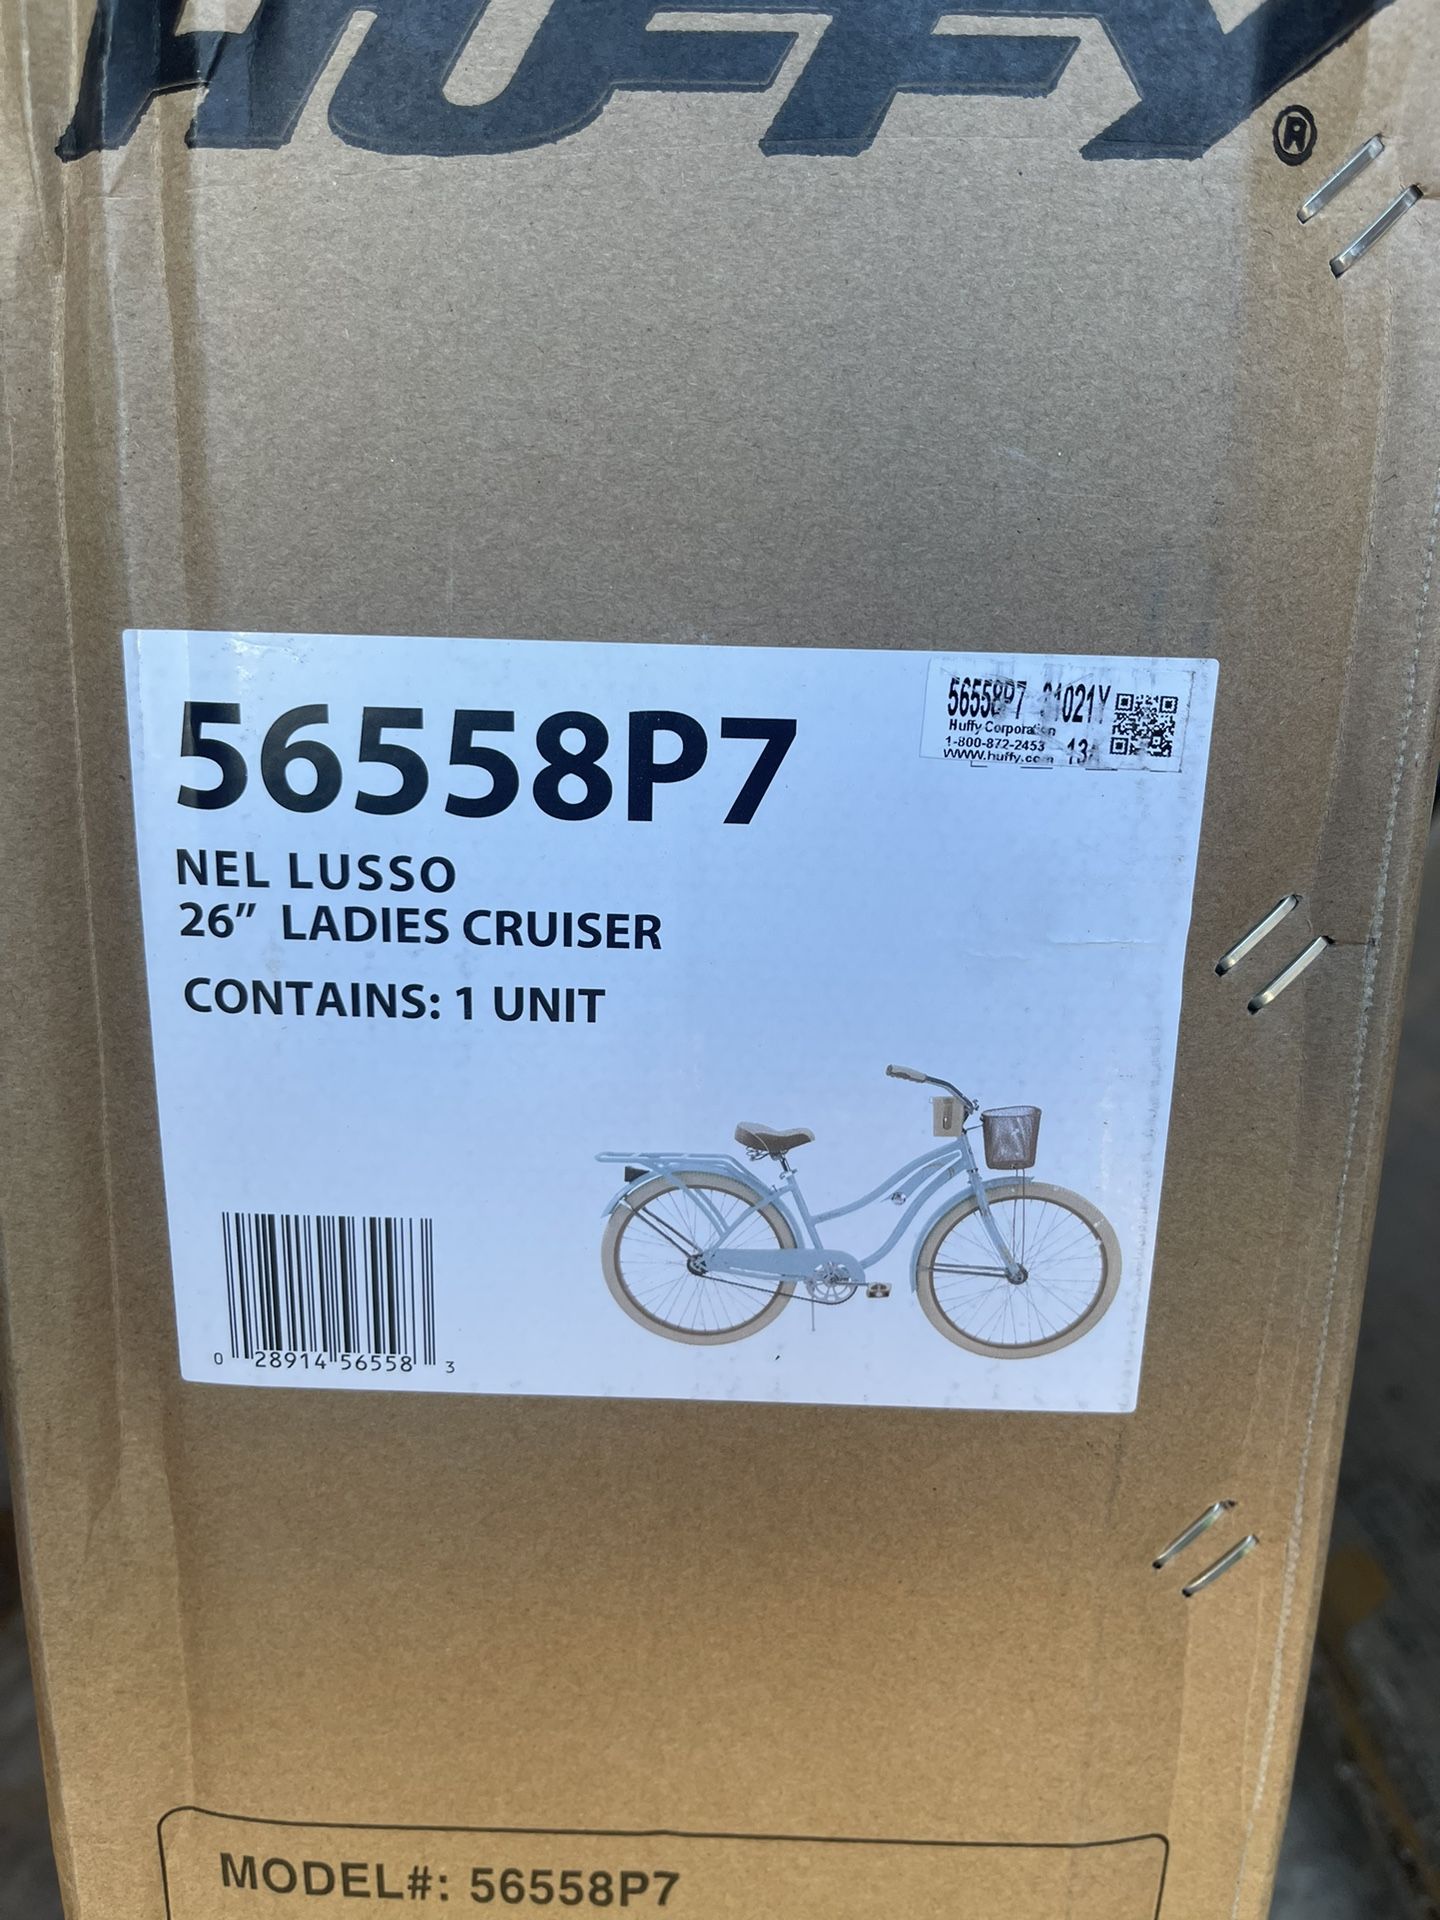 HUFFY®
56558P7
56558P7 31021Y
Huffy Corporation
1-800-872-2453
www.huffy.com
NEL LUSSO
26” LADIES CRUISER
CONTAINS: 1 UNIT
0 28914 56558 3
MODEL#: 56558P7